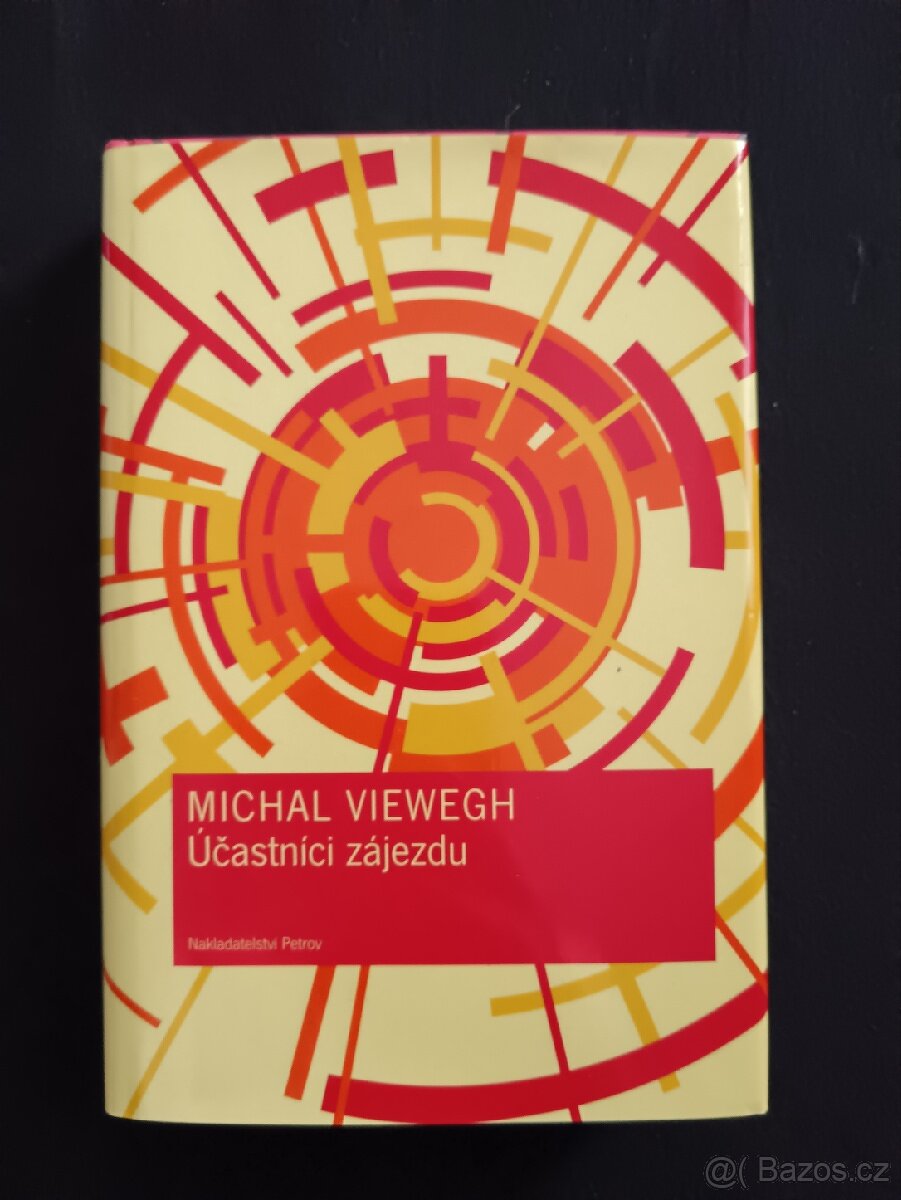 MICHAL VIEWEGH
Účastníci zájezdu
Nakladatelství Petrov
@( Bazos.cz